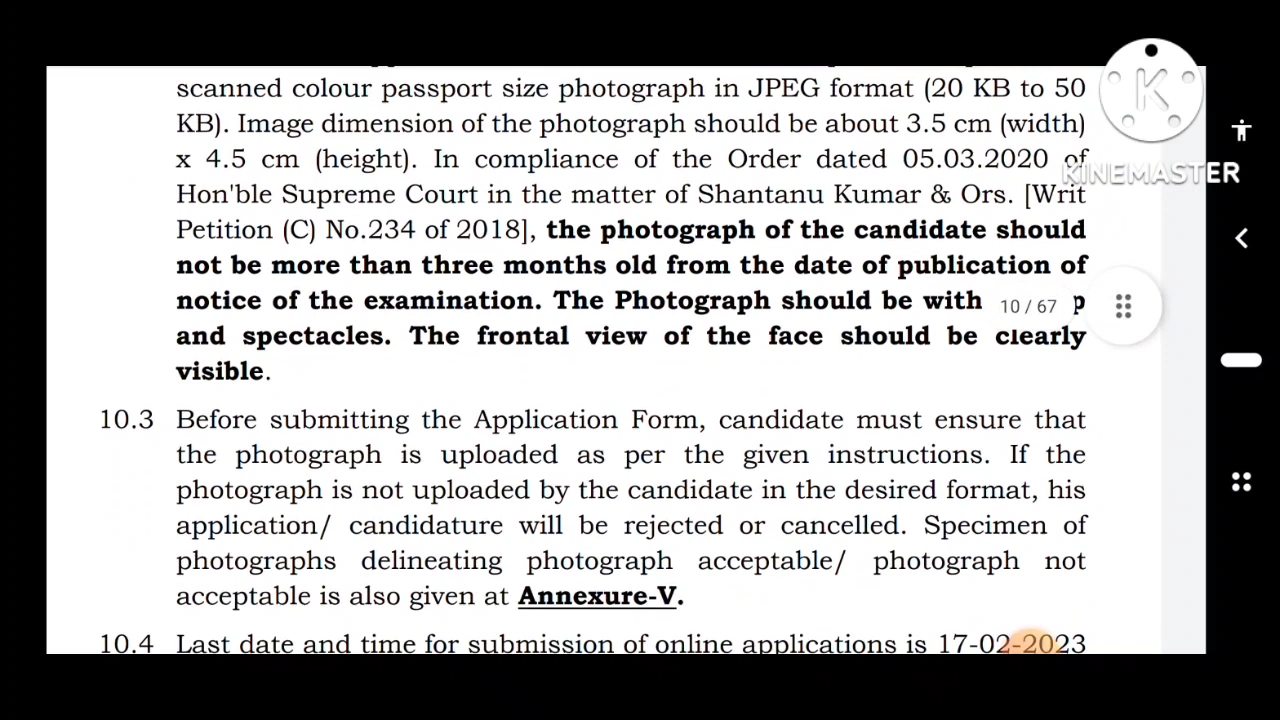 scanned colour passport size photograph in JPEG format (20 KB to 50
KB). Image dimension of the photograph should be about 3.5 cm (width)
x 4.5 cm (height). In compliance of the Order dated 05.03.2020 of
Hon'ble Supreme Court in the matter of Shantanu Kumar & Ors. [Writ
Petition (C) No.234 of 2018], the photograph of the candidate should
not be more than three months old from the date of publication of
notice of the examination. The Photograph should be with p
and spectacles. The frontal view of the face should be clearly
visible.
10.3 Before submitting the Application Form, candidate must ensure that
the photograph is uploaded as per the given instructions. If the
photograph is not uploaded by the candidate in the desired format, his
application/ candidature will be rejected or cancelled. Specimen of
photographs delineating photograph acceptable/ photograph not
acceptable is also given at Annexure-V.
10.4 Last date and time for submission of online applications is 17-02-2023
K
KINEMASTER
10 / 67